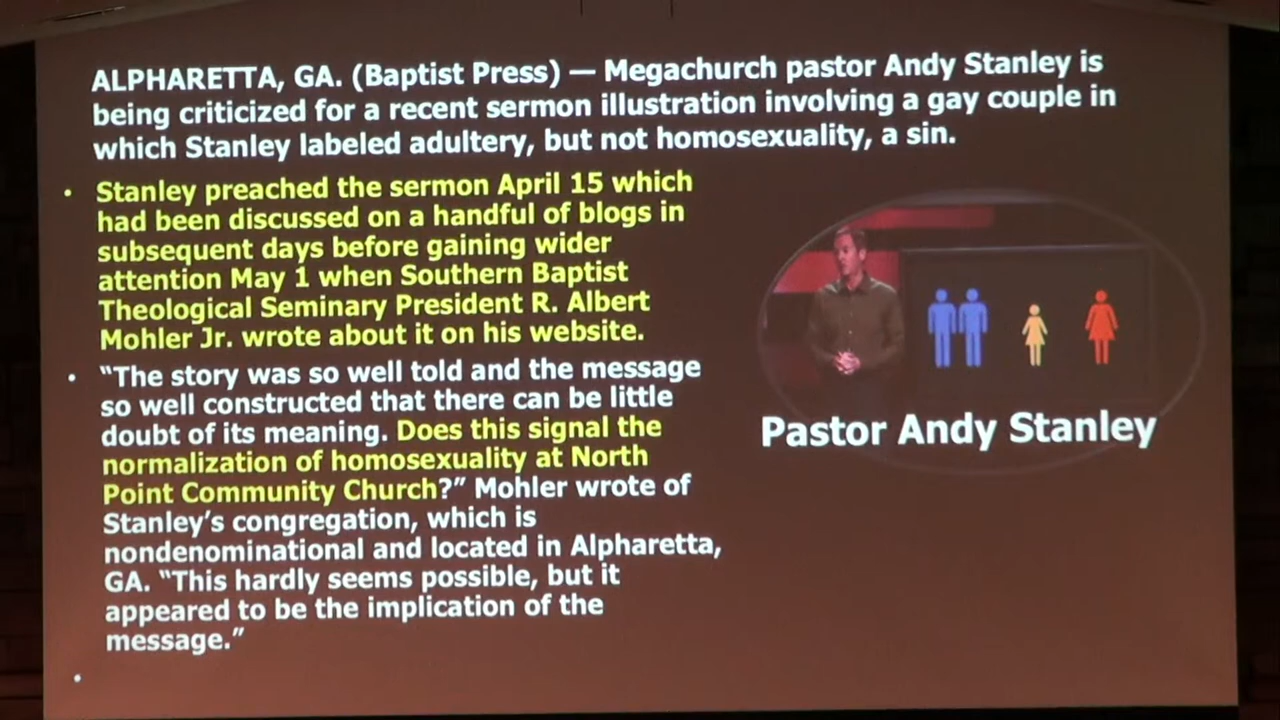 ALPHARETTA, GA. (Baptist Press) — Megachurch pastor Andy Stanley is
being criticized for a recent sermon illustration involving a gay couple in
which Stanley labeled adultery, but not homosexuality, a sin.
• Stanley preached the sermon April 15 which
had been discussed on a handful of blogs in
subsequent days before gaining wider
attention May 1 when Southern Baptist
Theological Seminary President R. Albert
Mohler Jr. wrote about it on his website.
• “The story was so well told and the message
so well constructed that there can be little
doubt of its meaning. Does this signal the
normalization of homosexuality at North
Point Community Church?” Mohler wrote of
Stanley’s congregation, which is
nondenominational and located in Alpharetta,
GA. “This hardly seems possible, but it
appeared to be the implication of the
message.”
•
Pastor Andy Stanley